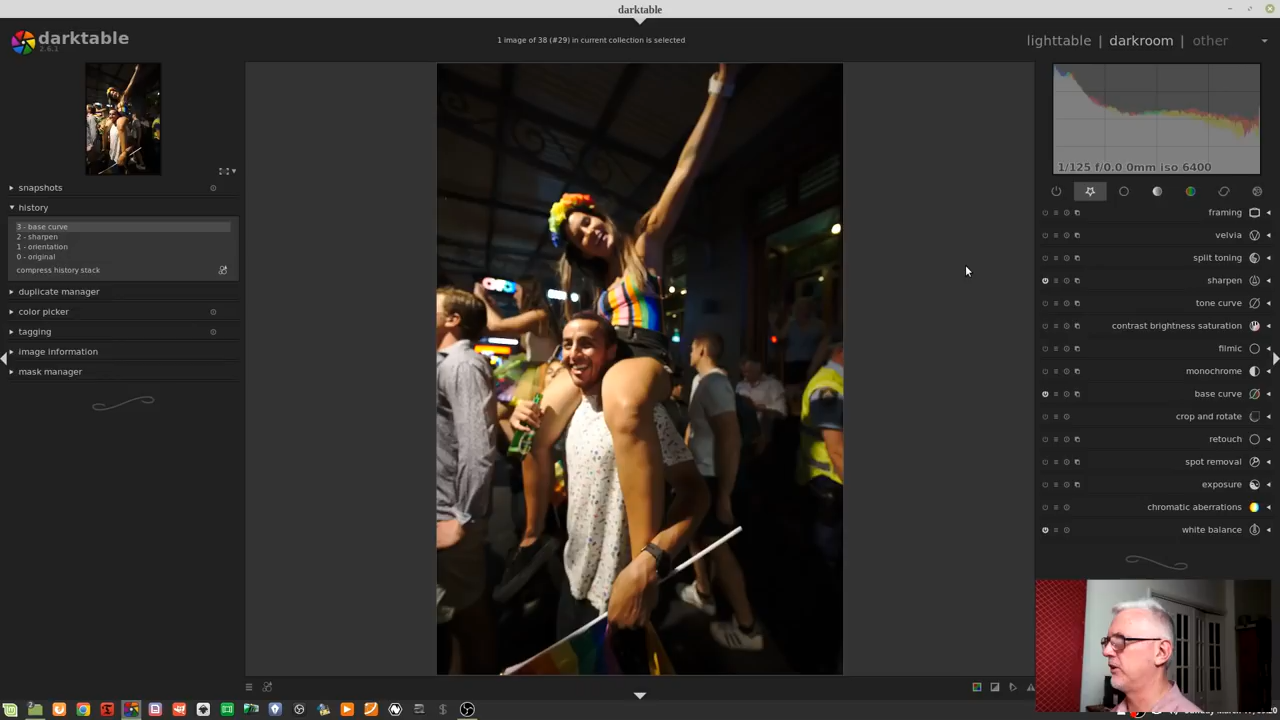 darktable
darktable
2.6.1
1 image of 38 (#29) in current collection is selected
lighttable | darkroom | other
1/125 f/0.0 0mm iso 6400
snapshots
history
3 - base curve
2 - sharpen
1 - orientation
0 - original
compress history stack
duplicate manager
color picker
tagging
image information
mask manager
framing
velvia
split toning
sharpen
tone curve
contrast brightness saturation
filmic
monochrome
base curve
crop and rotate
retouch
spot removal
exposure
chromatic aberrations
white balance